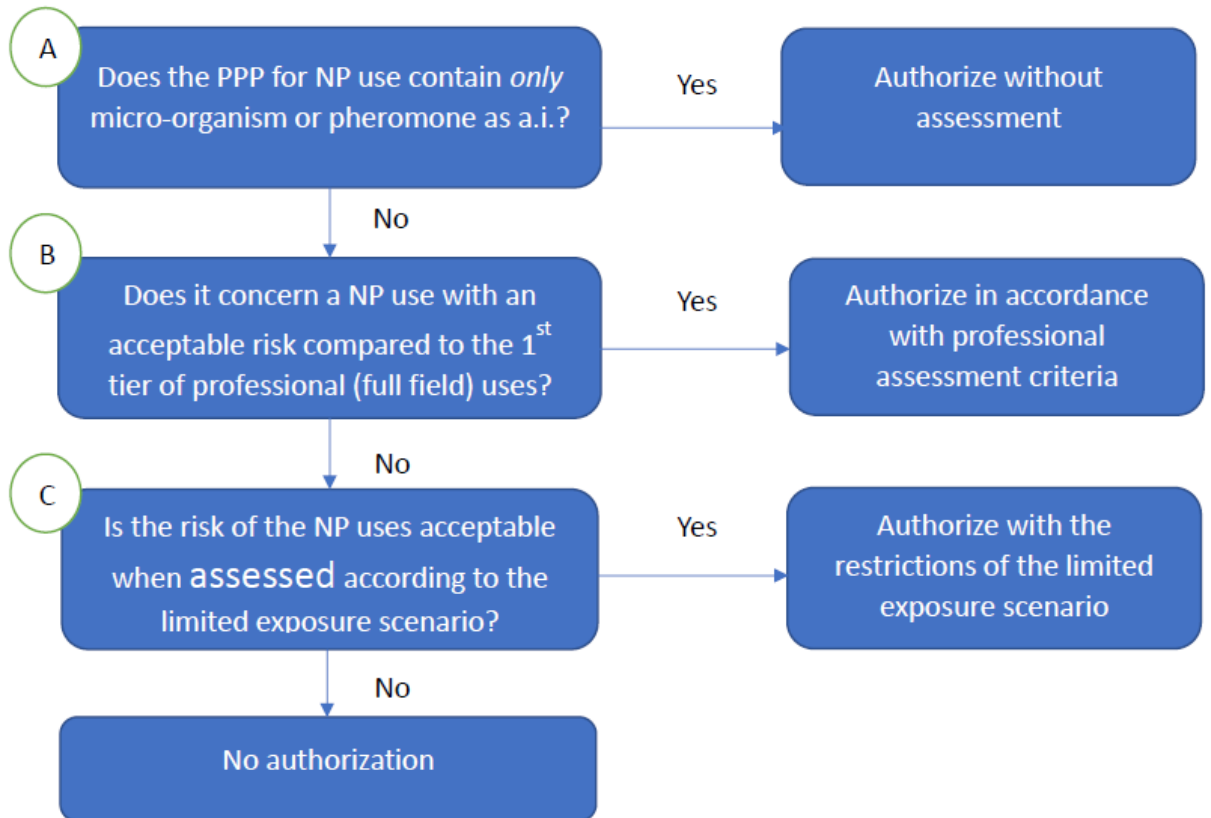 A
Does the PPP for NP use contain only
micro-organism or pheromone as a.i.?
Yes
Authorize without
assessment
No
B
Does it concern a NP use with an
acceptable risk compared to the 1st
tier of professional (full field) uses?
Yes
Authorize in accordance
with professional
assessment criteria
No
C
Is the risk of the NP uses acceptable
when assessed according to the
limited exposure scenario?
Yes
Authorize with the
restrictions of the limited
exposure scenario
No
No authorization